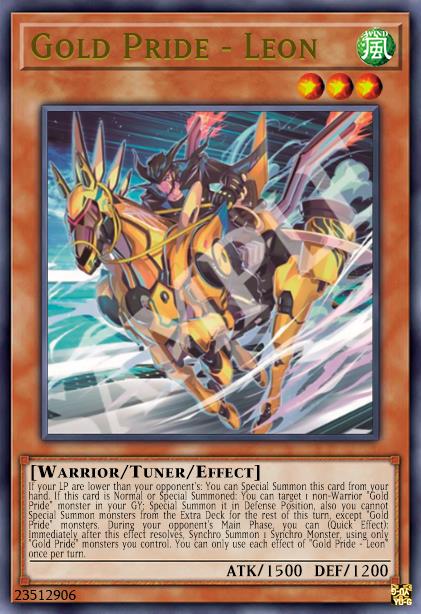 GOLD PRIDE - LEON
WIND
風
SAMPLE
[WARRIOR/TUNER/EFFECT]
If your LP are lower than your opponent's: You can Special Summon this card from your
hand. If this card is Normal or Special Summoned: You can target 1 non-Warrior "Gold
Pride" monster in your GY; Special Summon it in Defense Position, also you cannot
Special Summon monsters from the Extra Deck for the rest of this turn, except "Gold
Pride" monsters. During your opponent's Main Phase, you can (Quick Effect):
Immediately after this effect resolves, Synchro Summon 1 Synchro Monster, using only
"Gold Pride" monsters you control. You can only use each effect of "Gold Pride - Leon"
once per turn.
ATK/1500 DEF/1200
23512906